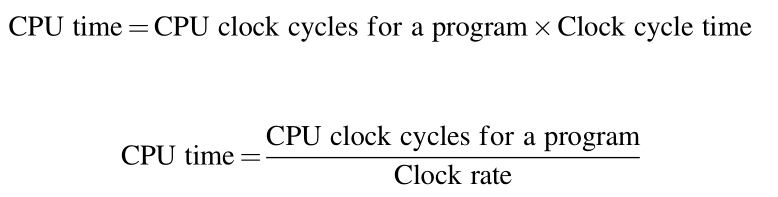 CPU time = CPU clock cycles for a program × Clock cycle time
CPU time = CPU clock cycles for a program
Clock rate